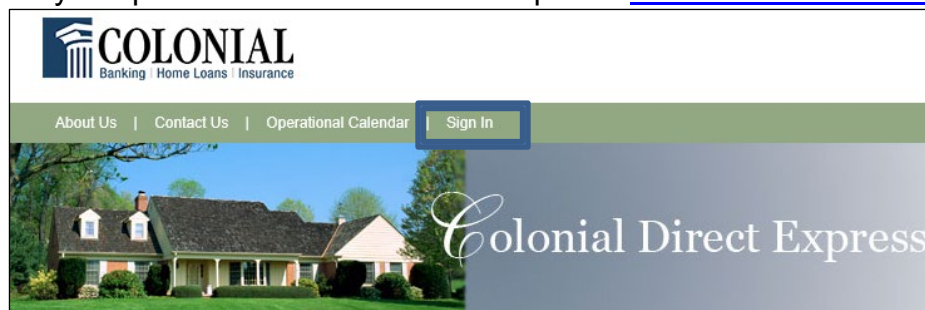 COLONIAL
Banking | Home Loans | Insurance
About Us | Contact Us | Operational Calendar | Sign In
Colonial Direct Express